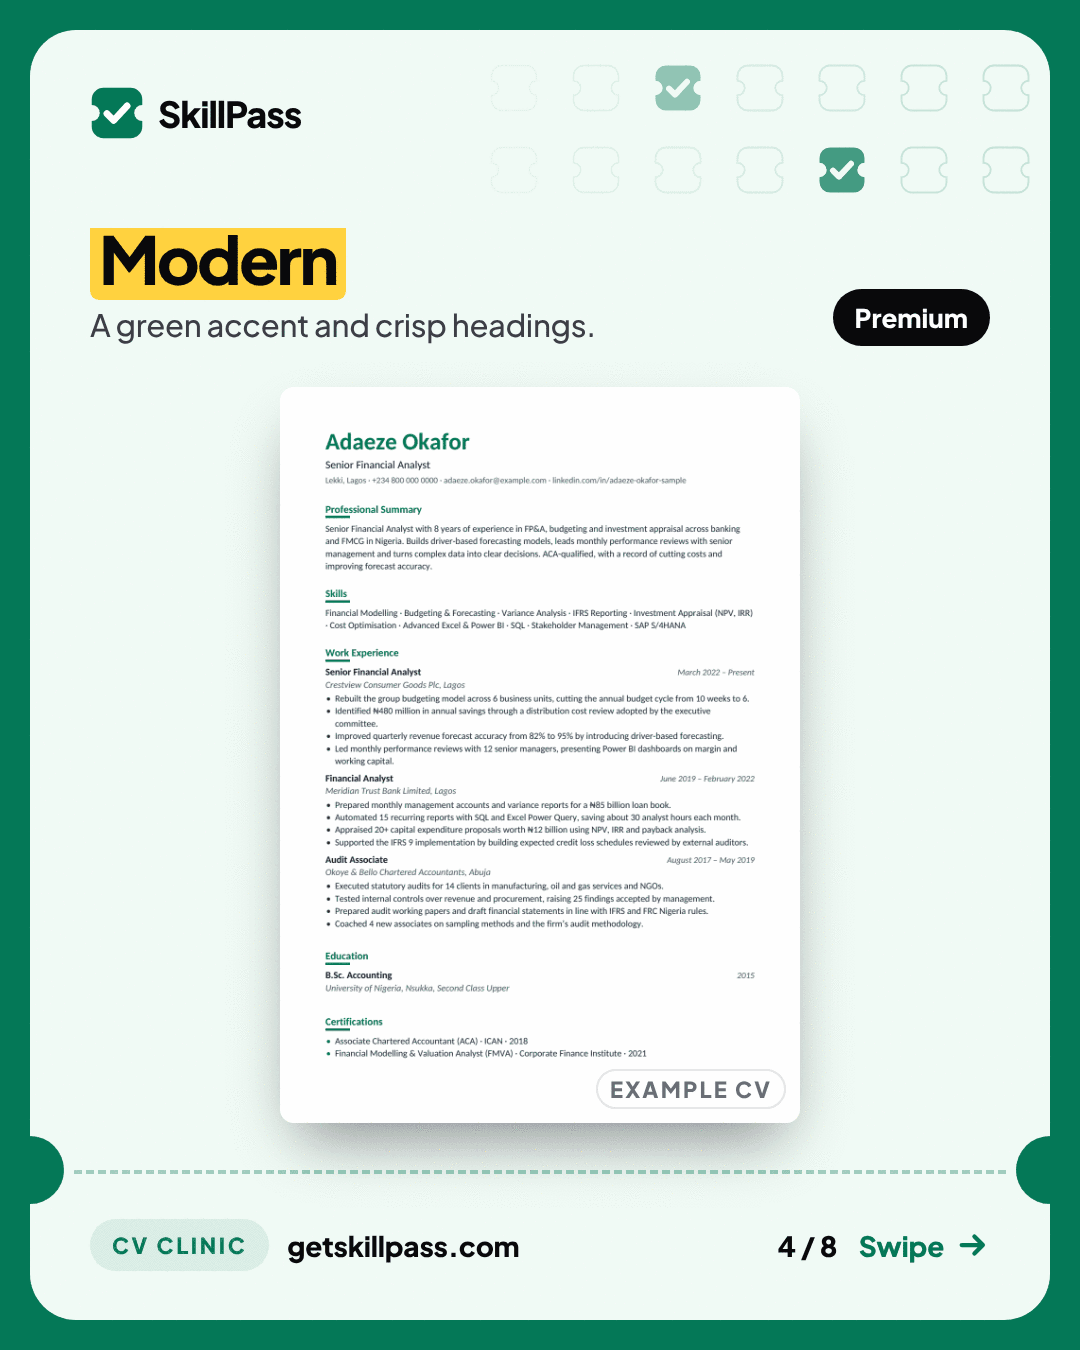 SkillPass
Modern
A green accent and crisp headings.
Premium
Adaeze Okafor
Senior Financial Analyst
Lekki, Lagos · +234 800 000 0000 · adaeze.okafor@example.com · linkedin.com/in/adaeze-okafor-sample
Professional Summary
Senior Financial Analyst with 8 years of experience in FP&A, budgeting and investment appraisal across banking
and FMCG in Nigeria. Builds driver-based forecasting models, leads monthly performance reviews with senior
management and turns complex data into clear decisions. ACA-qualified, with a record of cutting costs and
improving forecast accuracy.
Skills
Financial Modelling · Budgeting & Forecasting · Variance Analysis · IFRS Reporting · Investment Appraisal (NPV, IRR)
· Cost Optimisation · Advanced Excel & Power BI · SQL · Stakeholder Management · SAP S/4HANA
Work Experience
Senior Financial Analyst March 2022 – Present
Crestview Consumer Goods Plc, Lagos
• Rebuilt the group budgeting model across 6 business units, cutting the annual budget cycle from 10 weeks to 6.
• Identified ₦480 million in annual savings through a distribution cost review adopted by the executive
committee.
• Improved quarterly revenue forecast accuracy from 82% to 95% by introducing driver-based forecasting.
• Led monthly performance reviews with 12 senior managers, presenting Power BI dashboards on margin and
working capital.
Financial Analyst June 2019 – February 2022
Meridian Trust Bank Limited, Lagos
• Prepared monthly management accounts and variance reports for a ₦85 billion loan book.
• Automated 15 recurring reports with SQL and Excel Power Query, saving about 30 analyst hours each month.
• Appraised 20+ capital expenditure proposals worth ₦12 billion using NPV, IRR and payback analysis.
• Supported the IFRS 9 implementation by building expected credit loss schedules reviewed by external auditors.
Audit Associate August 2017 – May 2019
Okoye & Bello Chartered Accountants, Abuja
• Executed statutory audits for 14 clients in manufacturing, oil and gas services and NGOs.
• Tested internal controls over revenue and procurement, raising 25 findings accepted by management.
• Prepared audit working papers and draft financial statements in line with IFRS and FRC Nigeria rules.
• Coached 4 new associates on sampling methods and the firm's audit methodology.
Education
B.Sc. Accounting 2015
University of Nigeria, Nsukka, Second Class Upper
Certifications
• Associate Chartered Accountant (ACA) · ICAN · 2018
• Financial Modelling & Valuation Analyst (FMVA) · Corporate Finance Institute · 2021
EXAMPLE CV
CV CLINIC getskillpass.com 4 / 8 Swipe →